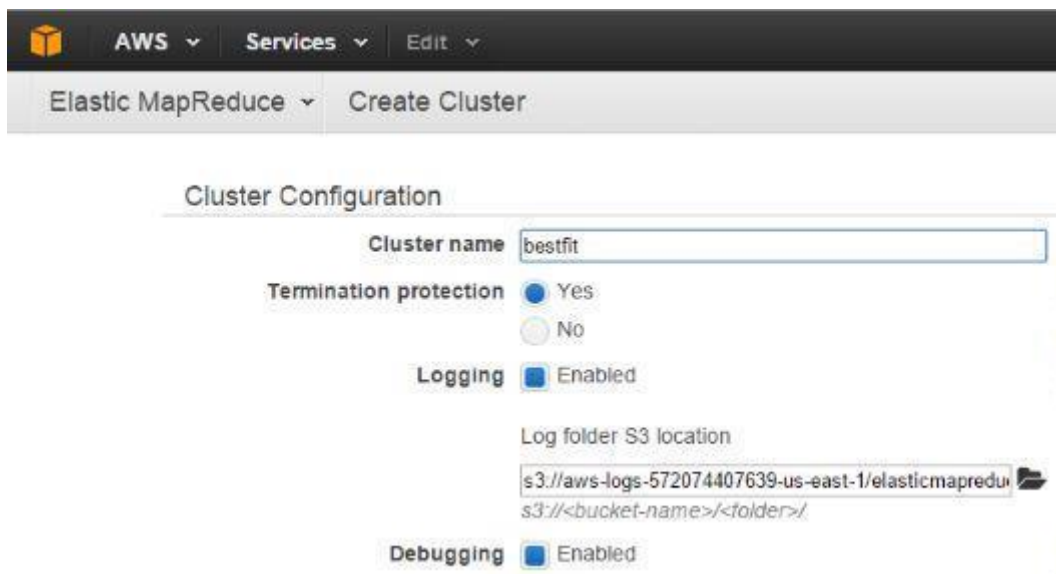 AWS Services Edit
Elastic MapReduce Create Cluster
Cluster Configuration
Cluster name bestfit
Termination protection Yes
No
Logging Enabled
Log folder S3 location
s3://aws-logs-572074407639-us-east-1/elasticmapredu
s3://<bucket-name>/<folder>/
Debugging Enabled